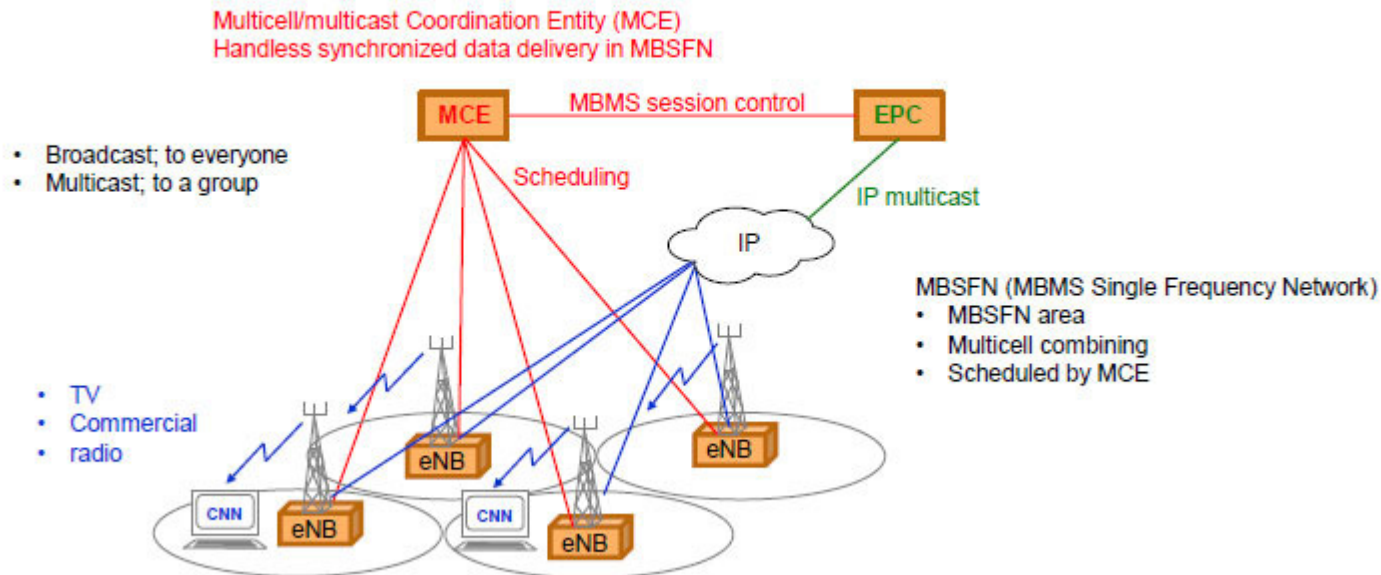 Multicell/multicast Coordination Entity (MCE)
Handless synchronized data delivery in MBSFN
MCE
MBMS session control
EPC
• Broadcast; to everyone
• Multicast; to a group
Scheduling
IP multicast
IP
MBSFN (MBMS Single Frequency Network)
• MBSFN area
• Multicell combining
• Scheduled by MCE
• TV
• Commercial
• radio
eNB
eNB
CNN
eNB
CNN
eNB